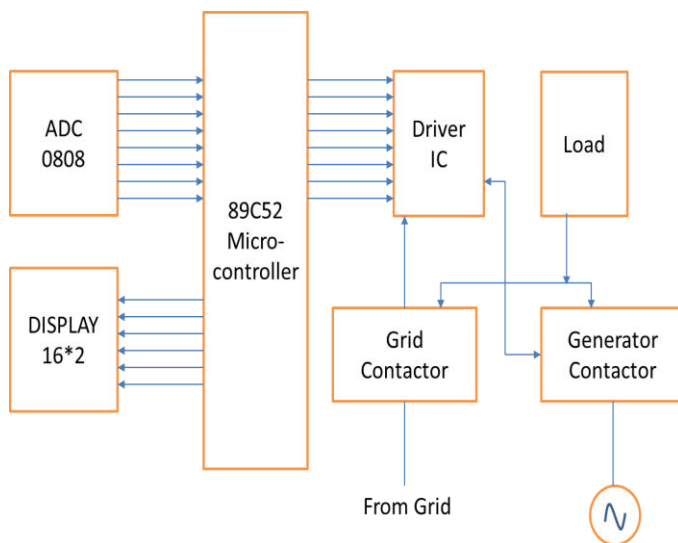 ADC
0808
89C52
Micro-
controller
Driver
IC
Load
DISPLAY
16*2
Grid
Contactor
Generator
Contactor
From Grid